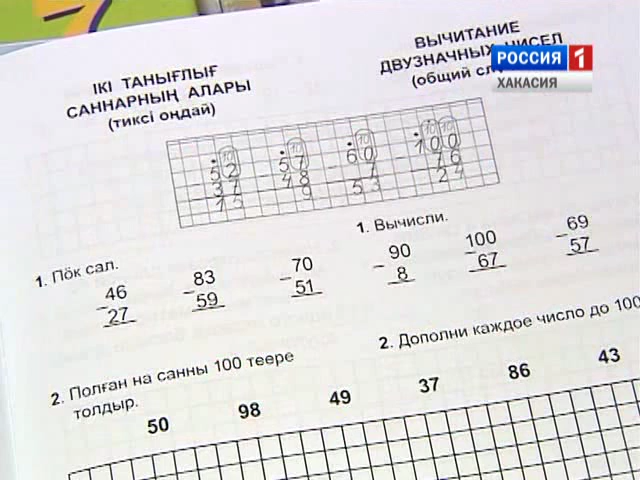 РОССИЯ 1
ХАКАСИЯ
ІКІ ТАНЫҒЛЫҒ
САННАРНЫҢ АЛАРЫ
(тиксі оңдай)
ВЫЧИТАНИЕ
ДВУЗНАЧНЫХ ЧИСЕЛ
(общий
52 57 60 100
37 48 7 76
15 9 53 24
1. Пӧк сал.
1. Вычисли.
46 83 70 90 100 69
27 59 51 8 67 57
2. Полған на санны 100 теере
толдыр.
2. Дополни каждое число до 100
50 98 49 37 86 43